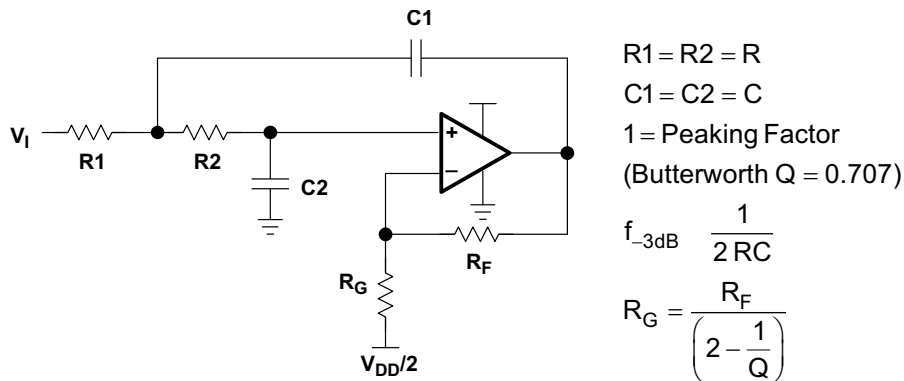 C1
V_I
R1
R2
C2
+
−
R_F
R_G
V_DD/2
R1 = R2 = R
C1 = C2 = C
1 = Peaking Factor
(Butterworth Q = 0.707)
f_−3dB 1 / 2 RC
R_G = R_F / (2 − 1/Q)